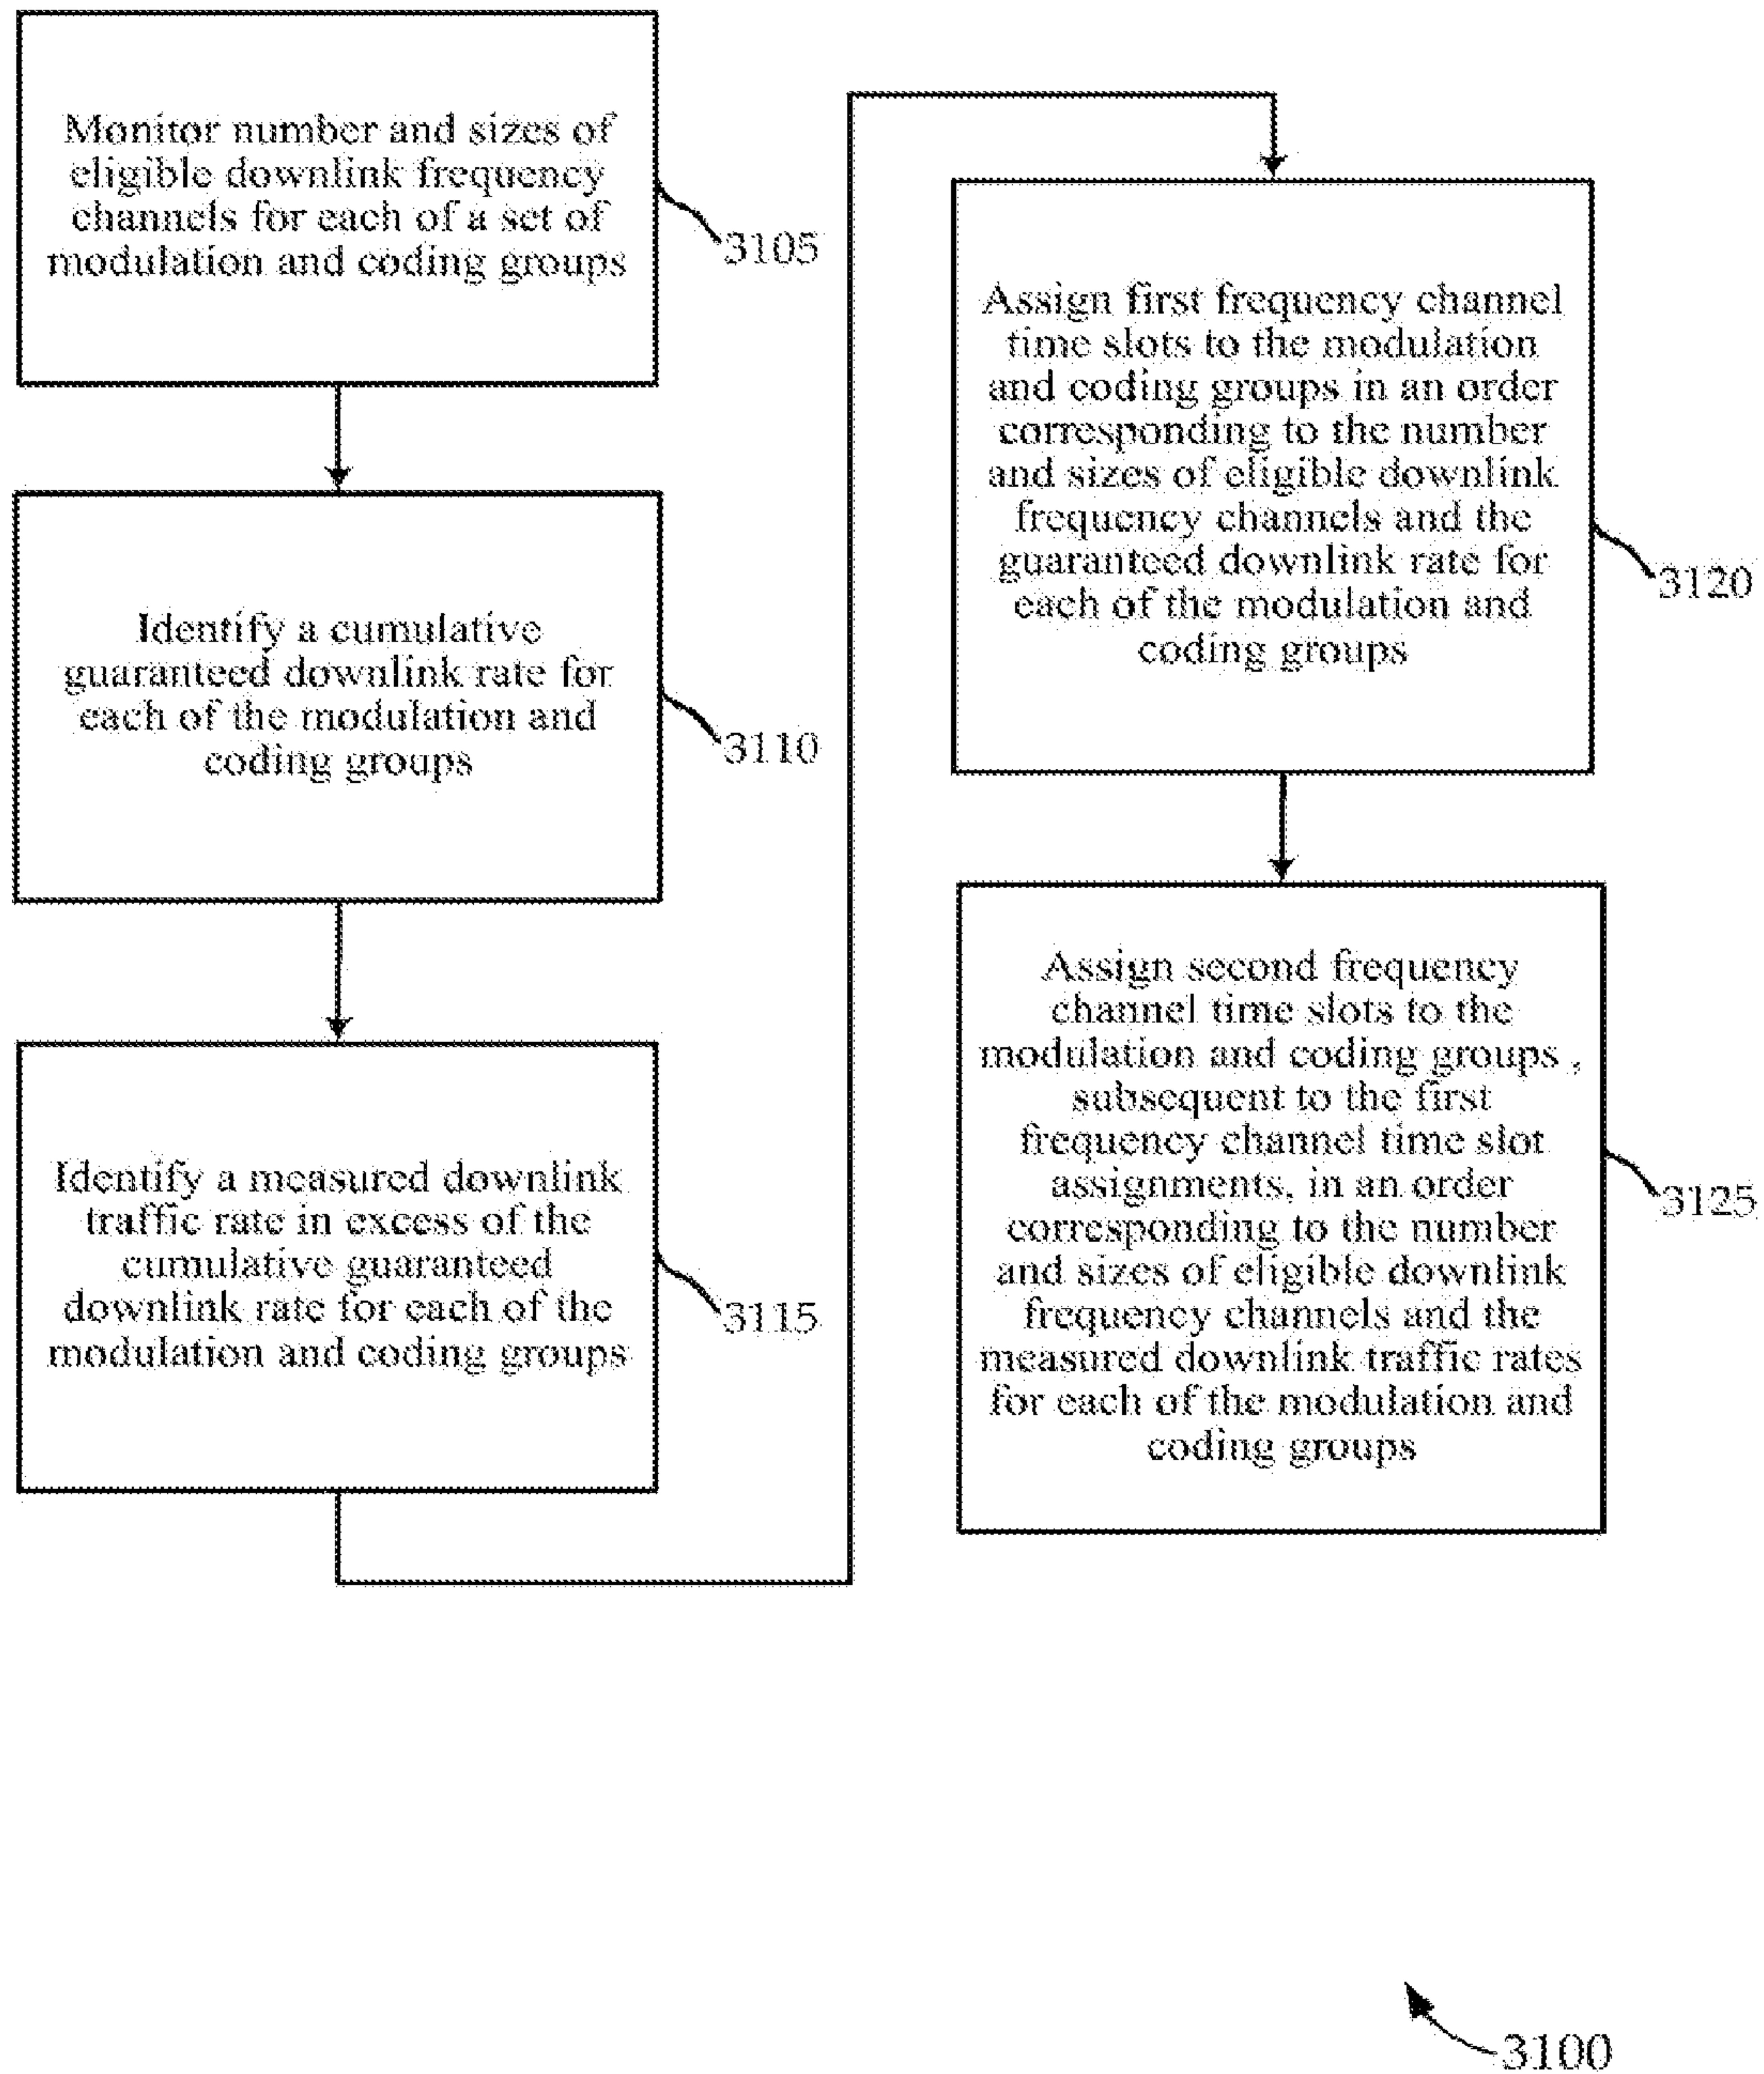 Monitor number and sizes of
eligible downlink frequency
channels for each of a set of
modulation and coding groups
3105
Identify a cumulative
guaranteed downlink rate for
each of the modulation and
coding groups
3110
Identify a measured downlink
traffic rate in excess of the
cumulative guaranteed
downlink rate for each of the
modulation and coding groups
3115
Assign first frequency channel
time slots to the modulation
and coding groups in an order
corresponding to the number
and sizes of eligible downlink
frequency channels and the
guaranteed downlink rate for
each of the modulation and
coding groups
3120
Assign second frequency
channel time slots to the
modulation and coding groups ,
subsequent to the first
frequency channel time slot
assignments, in an order
corresponding to the number
and sizes of eligible downlink
frequency channels and the
measured downlink traffic rates
for each of the modulation and
coding groups
3125
3100